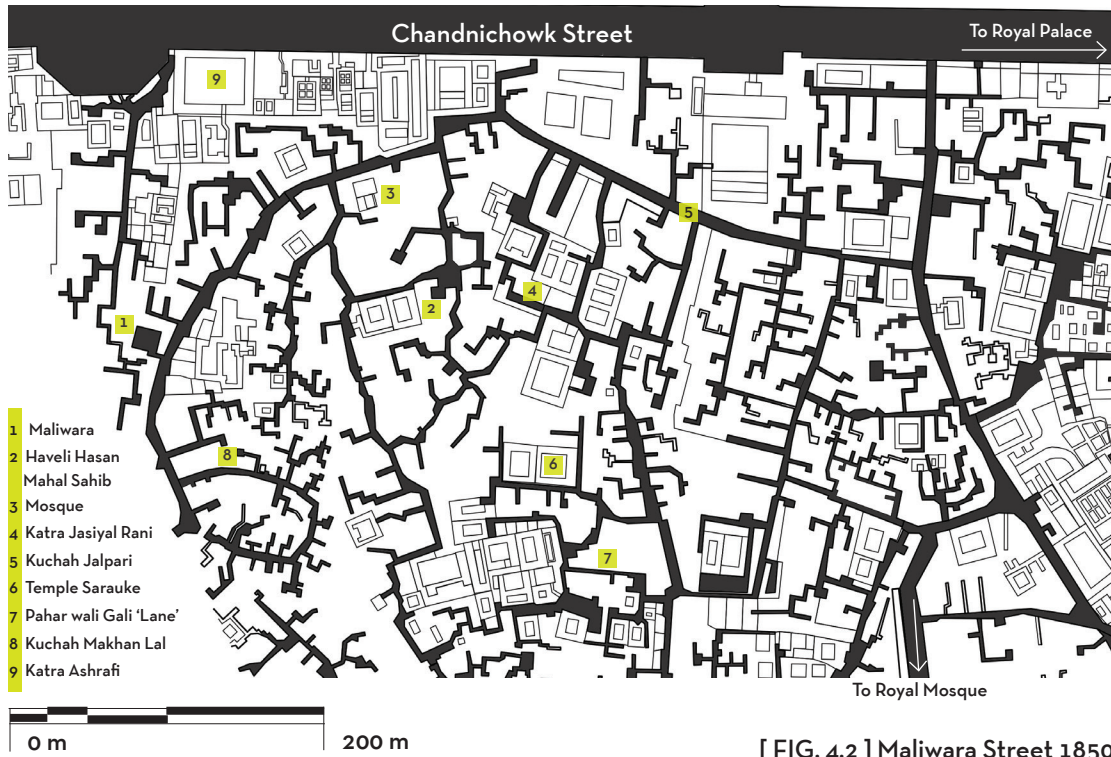 Chandnichowk Street
To Royal Palace
9
3
5
4
2
1
8
6
7
1 Maliwara
2 Haveli Hasan
Mahal Sahib
3 Mosque
4 Katra Jasiyal Rani
5 Kuchah Jalpari
6 Temple Sarauke
7 Pahar wali Gali ‘Lane’
8 Kuchah Makhan Lal
9 Katra Ashrafi
To Royal Mosque
0 m 200 m
[ FIG. 4.2 ] Maliwara Street 1850